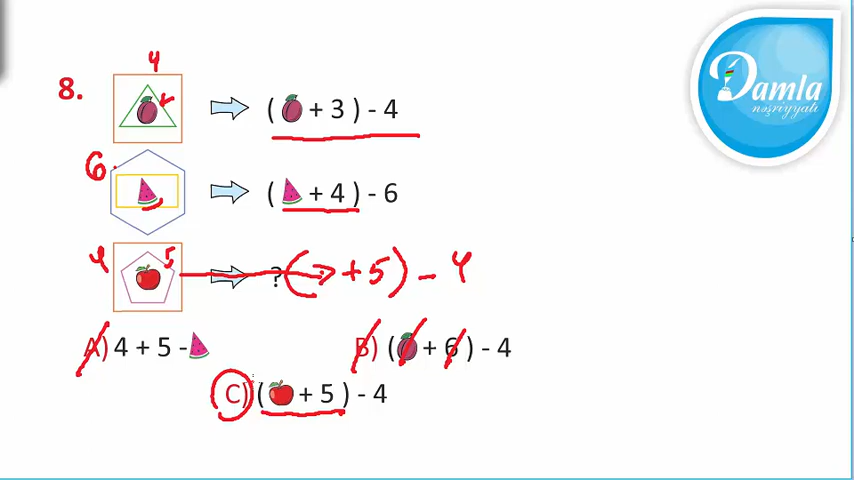 4
Damla
nəşriyyatı
8.
( + 3 ) - 4
6
( + 4 ) - 6
4 5
? ( + 5 ) - 4
A) 4 + 5 -
B) ( + 6 ) - 4
C) ( + 5 ) - 4